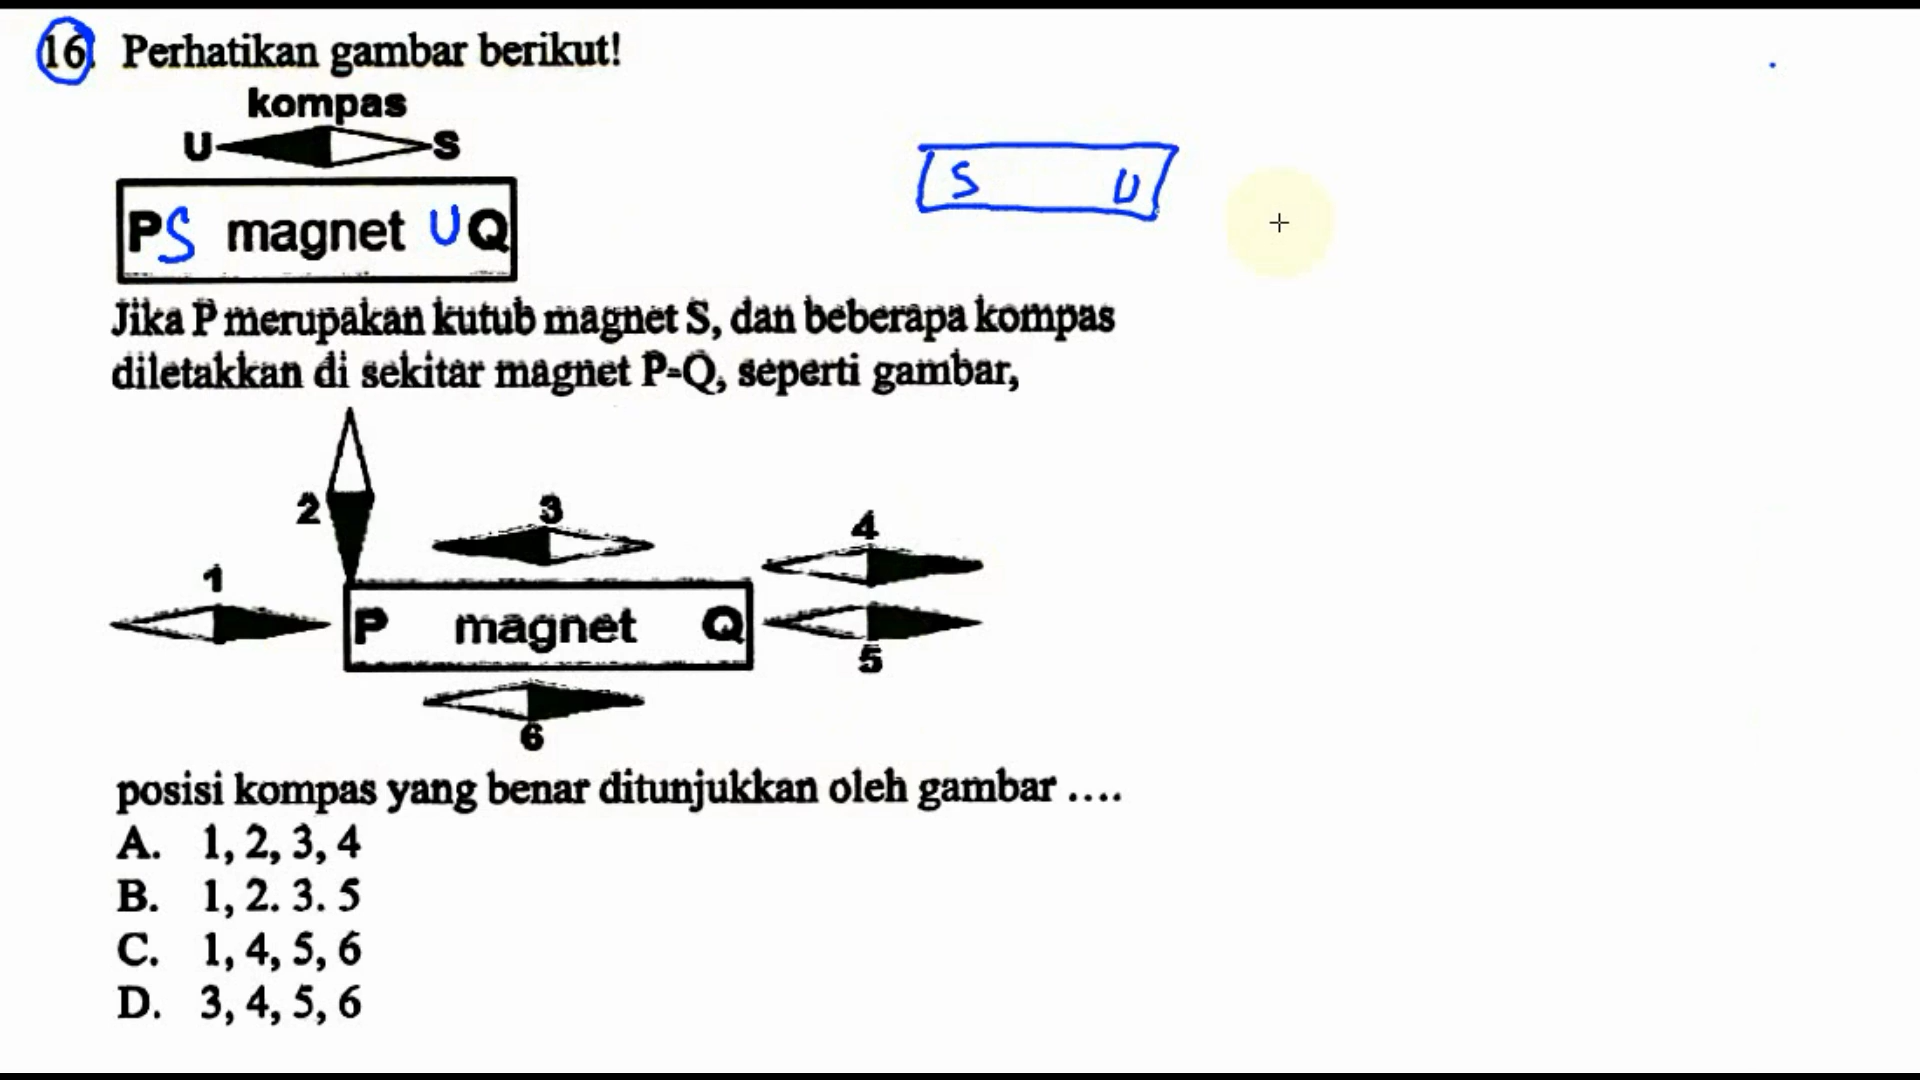 16. Perhatikan gambar berikut!
kompas
U S
P S magnet U Q
S U
Jika P merupakan kutub magnet S, dan beberapa kompas
diletakkan di sekitar magnet P-Q, seperti gambar,
2
3
4
1
P magnet Q
5
6
posisi kompas yang benar ditunjukkan oleh gambar ....
A. 1, 2, 3, 4
B. 1, 2. 3. 5
C. 1, 4, 5, 6
D. 3, 4, 5, 6